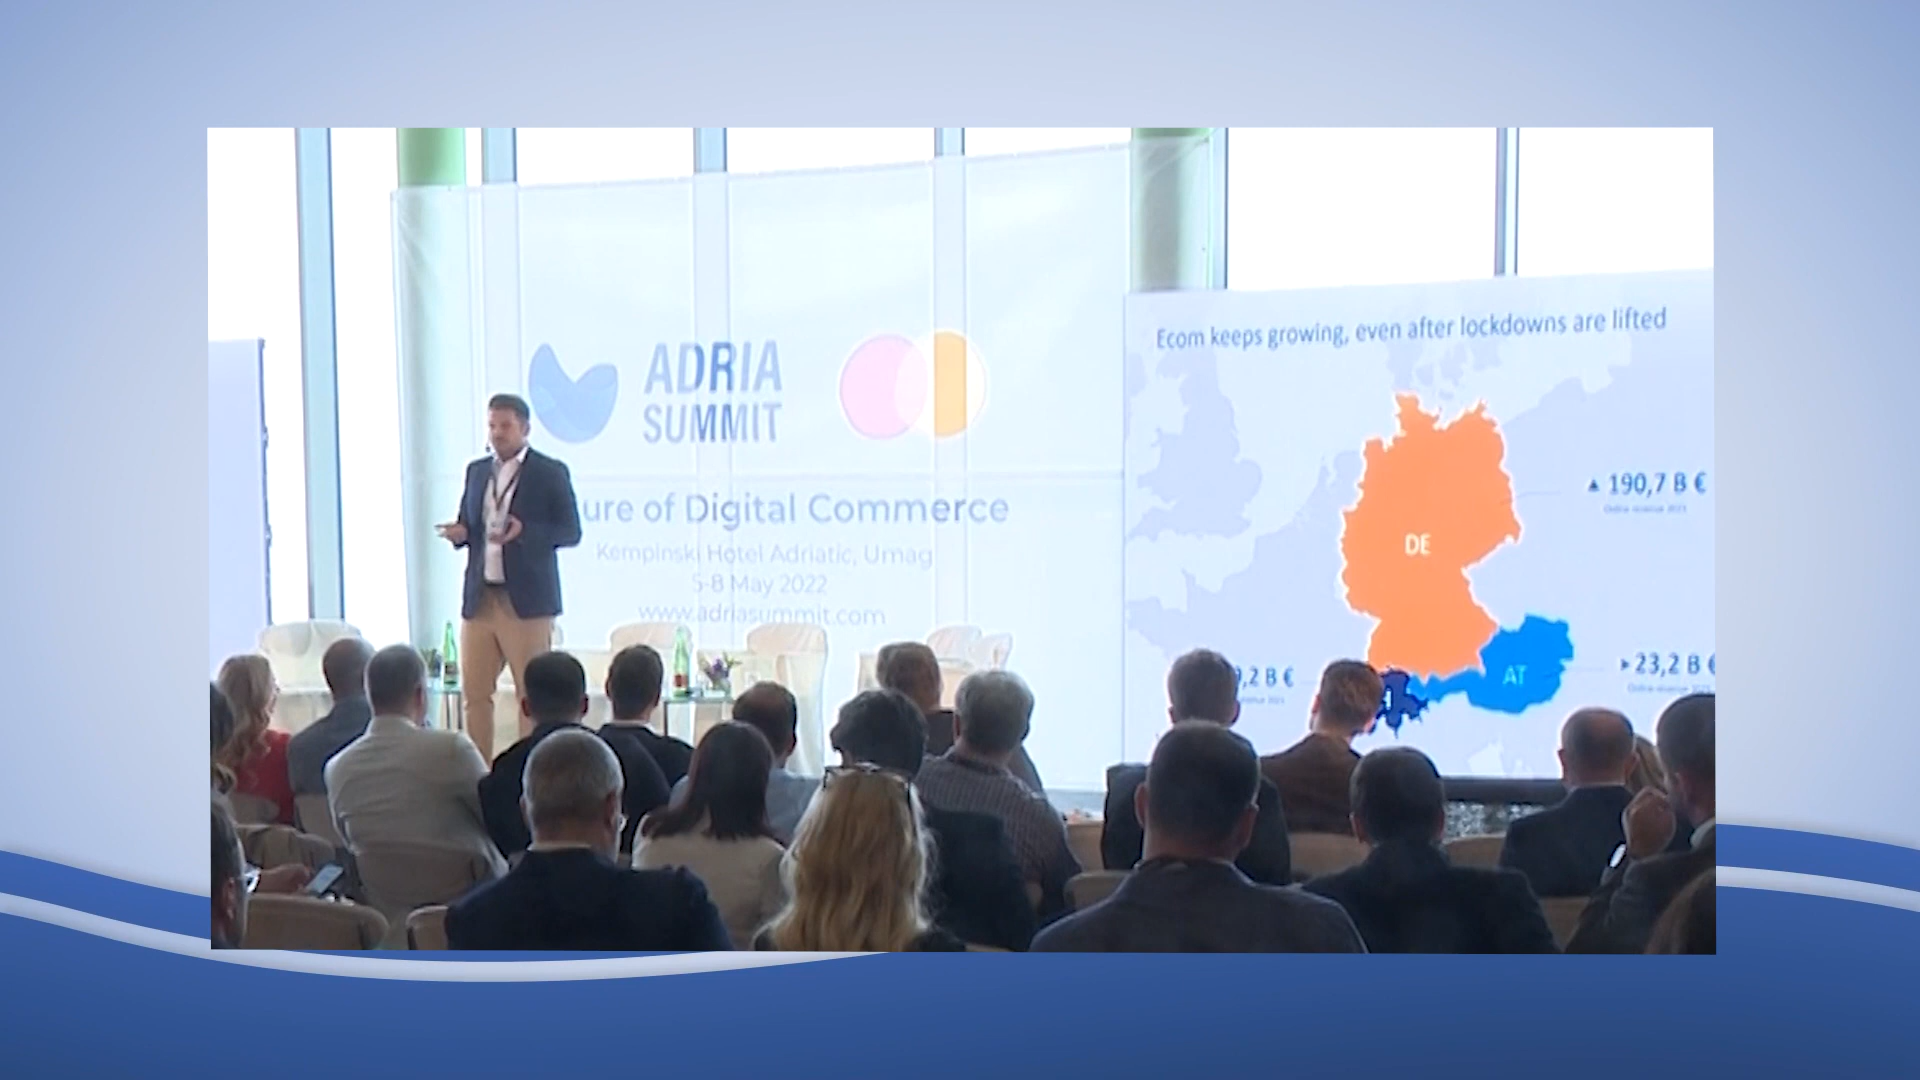 ADRIA
SUMMIT
ure of Digital Commerce
Kempinski Hotel Adriatic, Umag
5-8 May 2022
www.adriasummit.com
Ecom keeps growing, even after lockdowns are lifted
190,7 B €
DE
AT
23,2 B €
,2 B €